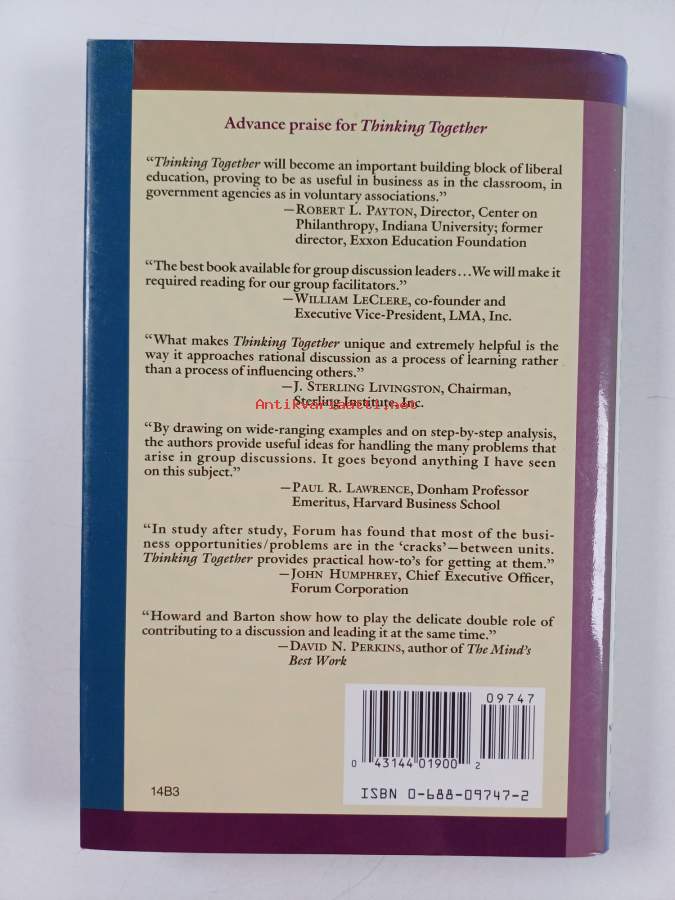 Advance praise for Thinking Together
“Thinking Together will become an important building block of liberal
education, proving to be as useful in business as in the classroom, in
government agencies as in voluntary associations.”
—ROBERT L. PAYTON, Director, Center on
Philanthropy, Indiana University; former
director, Exxon Education Foundation
“The best book available for group discussion leaders...We will make it
required reading for our group facilitators.”
—WILLIAM LECLERE, co-founder and
Executive Vice-President, LMA, Inc.
“What makes Thinking Together unique and extremely helpful is the
way it approaches rational discussion as a process of learning rather
than a process of influencing others.”
—J. STERLING LIVINGSTON, Chairman,
Sterling Institute, Inc.
Antikvariaatti.net
“By drawing on wide-ranging examples and on step-by-step analysis,
the authors provide useful ideas for handling the many problems that
arise in group discussions. It goes beyond anything I have seen
on this subject.”
—PAUL R. LAWRENCE, Donham Professor
Emeritus, Harvard Business School
“In study after study, Forum has found that most of the busi-
ness opportunities/problems are in the ‘cracks’—between units.
Thinking Together provides practical how-to’s for getting at them.”
—JOHN HUMPHREY, Chief Executive Officer,
Forum Corporation
“Howard and Barton show how to play the delicate double role of
contributing to a discussion and leading it at the same time.”
—DAVID N. PERKINS, author of The Mind’s
Best Work
09747
0 43144 01900 2
ISBN 0-688-09747-2
14B3